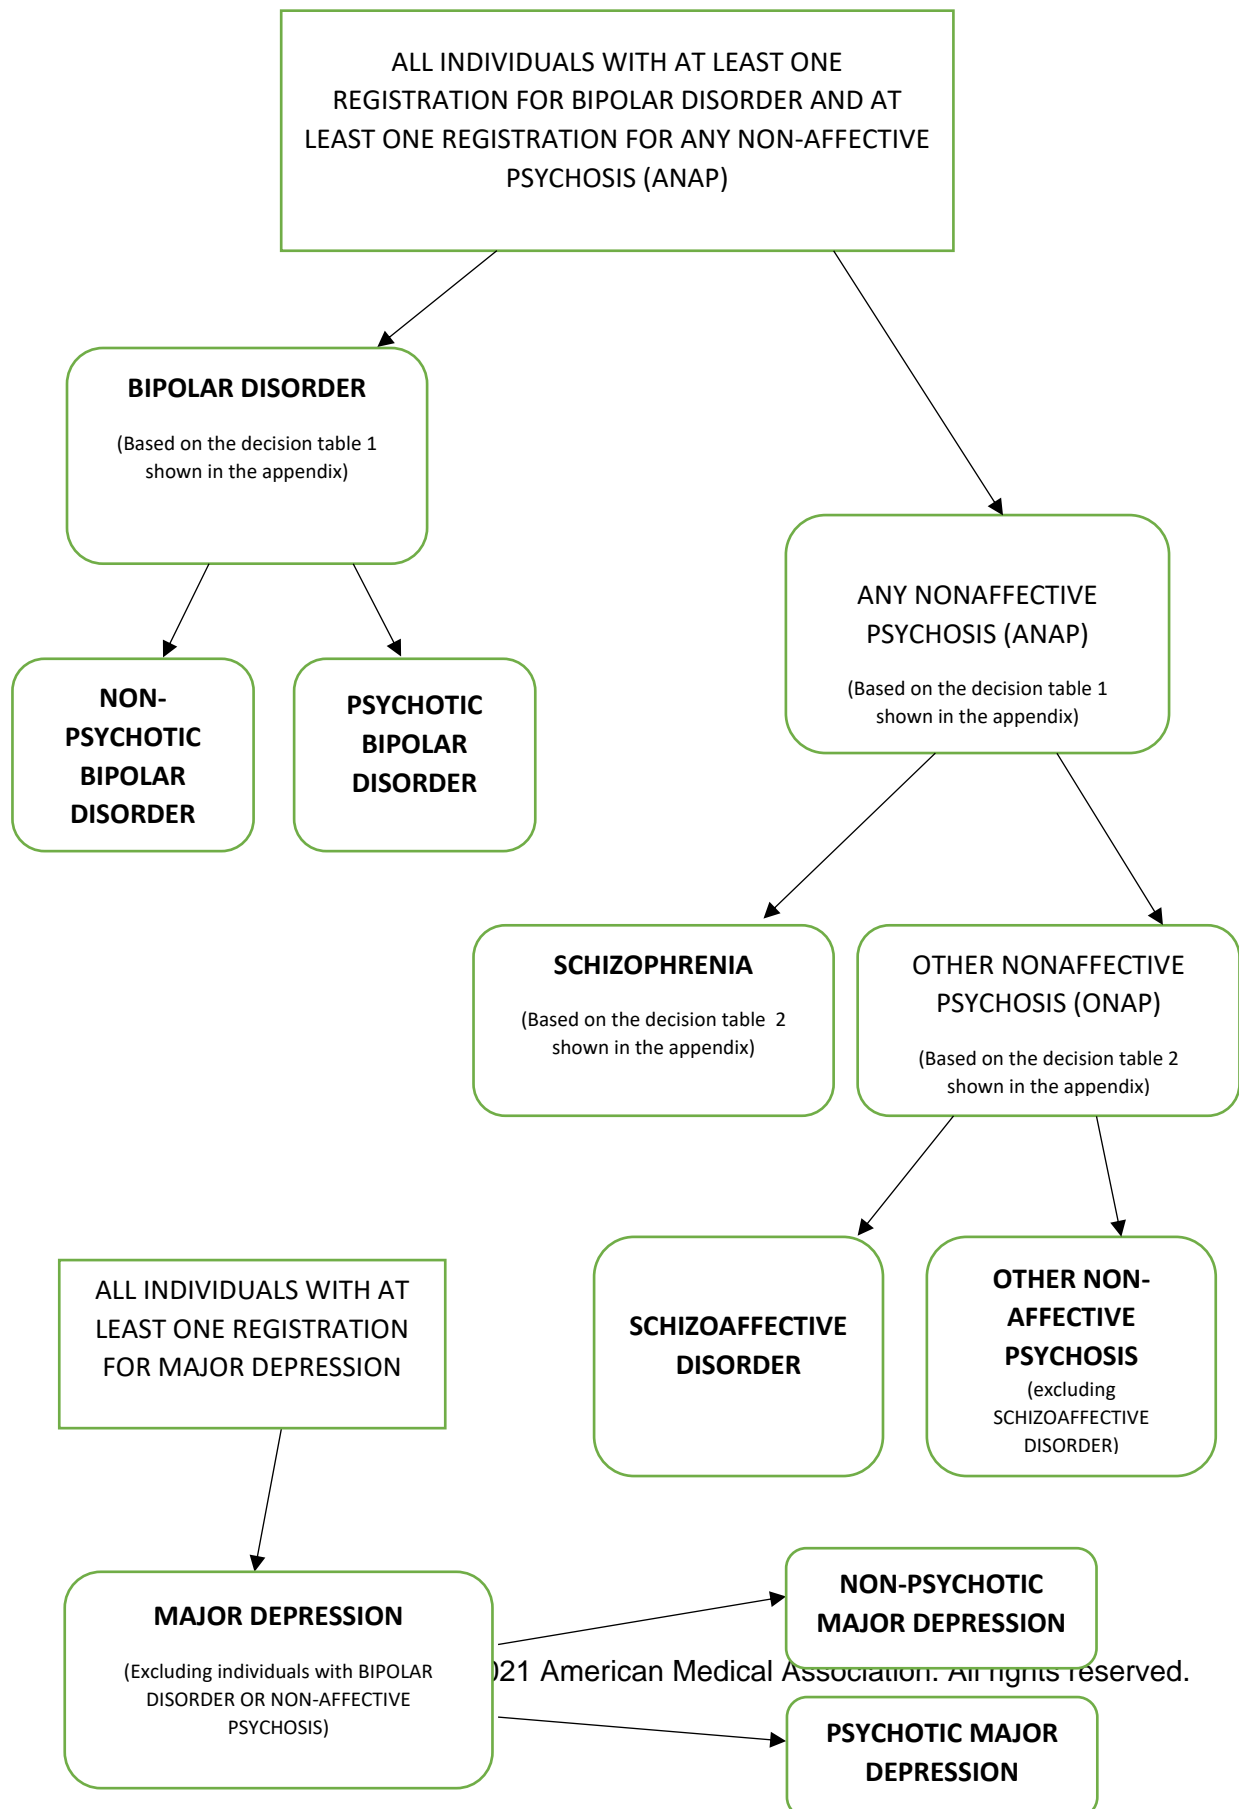 ALL INDIVIDUALS WITH AT LEAST ONE
REGISTRATION FOR BIPOLAR DISORDER AND AT
LEAST ONE REGISTRATION FOR ANY NON-AFFECTIVE
PSYCHOSIS (ANAP)
BIPOLAR DISORDER
(Based on the decision table 1
shown in the appendix)
NON-
PSYCHOTIC
BIPOLAR
DISORDER
PSYCHOTIC
BIPOLAR
DISORDER
ANY NONAFFECTIVE
PSYCHOSIS (ANAP)
(Based on the decision table 1
shown in the appendix)
SCHIZOPHRENIA
(Based on the decision table 2
shown in the appendix)
OTHER NONAFFECTIVE
PSYCHOSIS (ONAP)
(Based on the decision table 2
shown in the appendix)
SCHIZOAFFECTIVE
DISORDER
OTHER NON-
AFFECTIVE
PSYCHOSIS
(excluding
SCHIZOAFFECTIVE
DISORDER)
ALL INDIVIDUALS WITH AT
LEAST ONE REGISTRATION
FOR MAJOR DEPRESSION
MAJOR DEPRESSION
(Excluding individuals with BIPOLAR
DISORDER OR NON-AFFECTIVE
PSYCHOSIS)
NON-PSYCHOTIC
MAJOR DEPRESSION
021 American Medical Association. All rights reserved.
PSYCHOTIC MAJOR
DEPRESSION